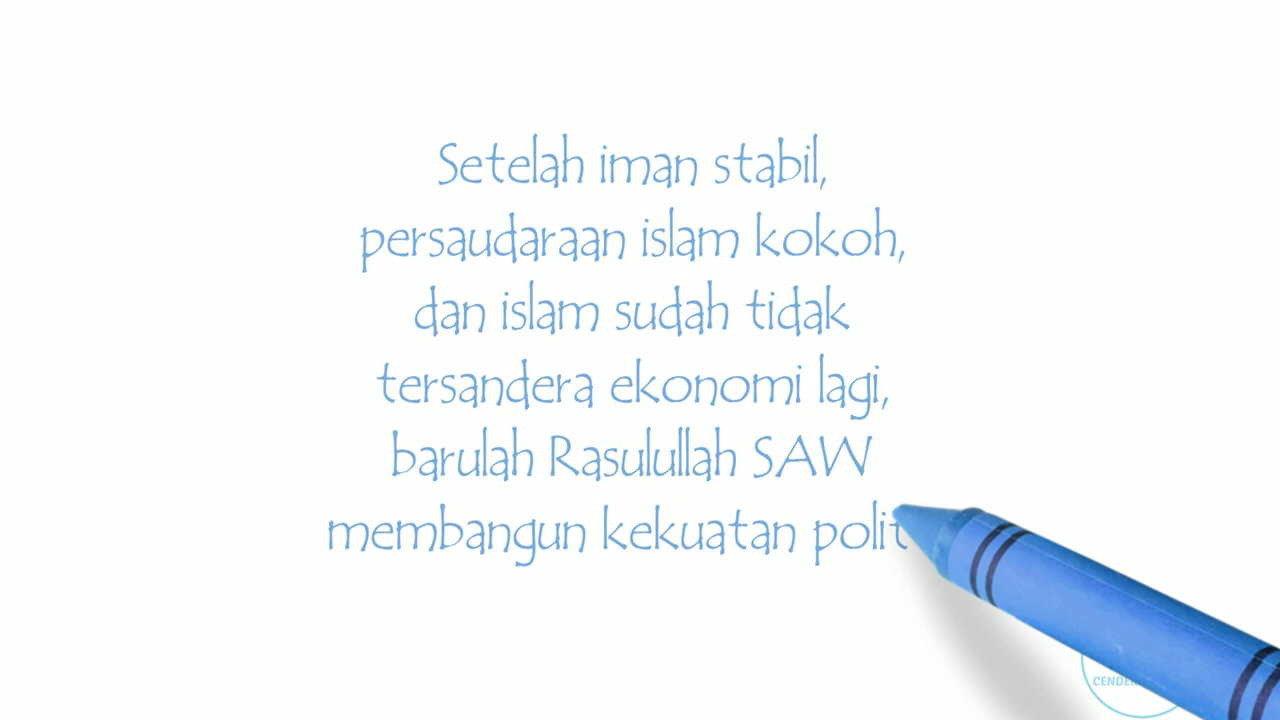 Setelah iman stabil,
persaudaraan islam kokoh,
dan islam sudah tidak
tersandera ekonomi lagi,
barulah Rasulullah SAW
membangun kekuatan polit